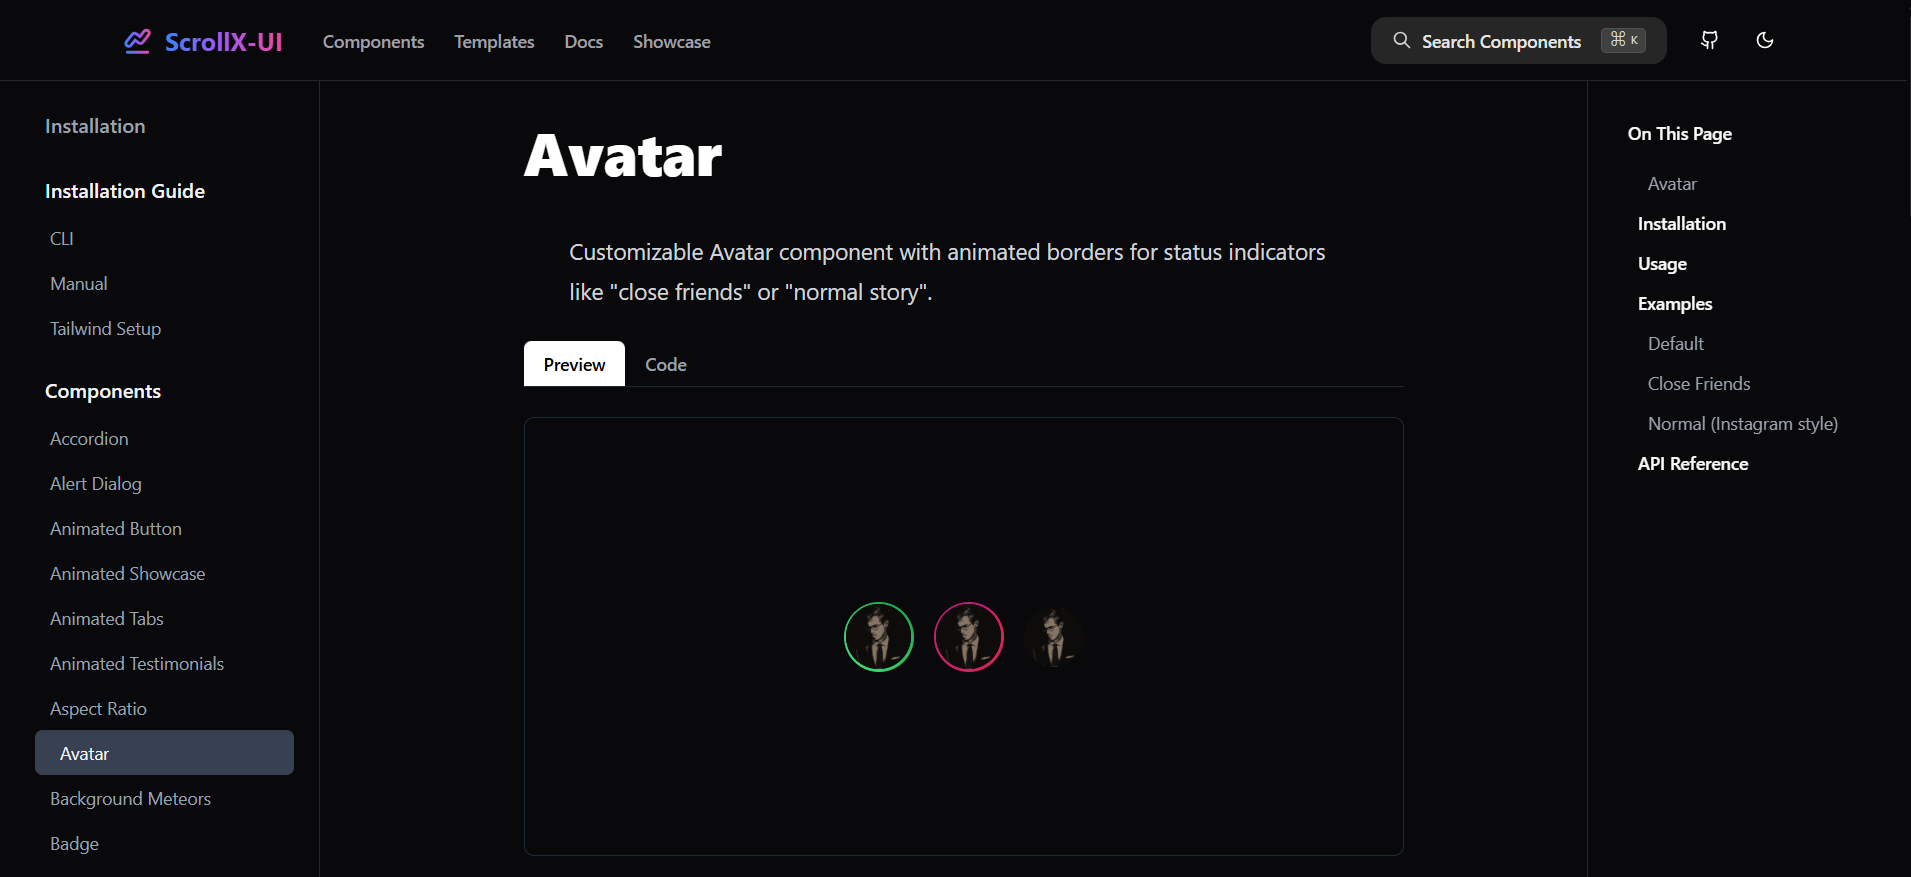 ScrollX-UI
Components
Templates
Docs
Showcase
Search Components
⌘ K
Installation
Installation Guide
CLI
Manual
Tailwind Setup
Components
Accordion
Alert Dialog
Animated Button
Animated Showcase
Animated Tabs
Animated Testimonials
Aspect Ratio
Avatar
Background Meteors
Badge
Avatar
Customizable Avatar component with animated borders for status indicators
like "close friends" or "normal story".
Preview
Code
On This Page
Avatar
Installation
Usage
Examples
Default
Close Friends
Normal (Instagram style)
API Reference